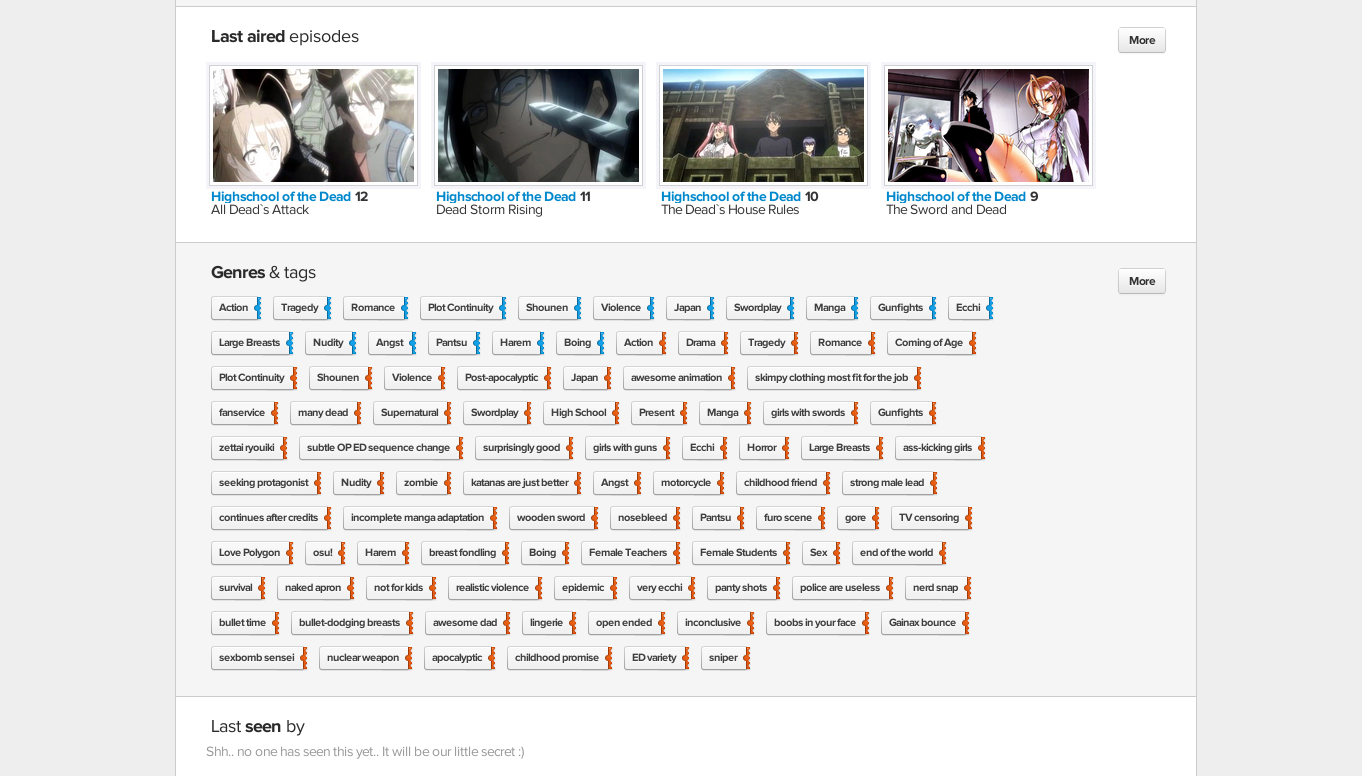 Last aired episodes
More
Highschool of the Dead 12
All Dead`s Attack
Highschool of the Dead 11
Dead Storm Rising
Highschool of the Dead 10
The Dead`s House Rules
Highschool of the Dead 9
The Sword and Dead
Genres & tags
More
Action Tragedy Romance Plot Continuity Shounen Violence Japan Swordplay Manga Gunfights Ecchi
Large Breasts Nudity Angst Pantsu Harem Boing Action Drama Tragedy Romance Coming of Age
Plot Continuity Shounen Violence Post-apocalyptic Japan awesome animation skimpy clothing most fit for the job
fanservice many dead Supernatural Swordplay High School Present Manga girls with swords Gunfights
zettai ryouiki subtle OP ED sequence change surprisingly good girls with guns Ecchi Horror Large Breasts ass-kicking girls
seeking protagonist Nudity zombie katanas are just better Angst motorcycle childhood friend strong male lead
continues after credits incomplete manga adaptation wooden sword nosebleed Pantsu furo scene gore TV censoring
Love Polygon osu! Harem breast fondling Boing Female Teachers Female Students Sex end of the world
survival naked apron not for kids realistic violence epidemic very ecchi panty shots police are useless nerd snap
bullet time bullet-dodging breasts awesome dad lingerie open ended inconclusive boobs in your face Gainax bounce
sexbomb sensei nuclear weapon apocalyptic childhood promise ED variety sniper
Last seen by
Shh.. no one has seen this yet.. It will be our little secret :)